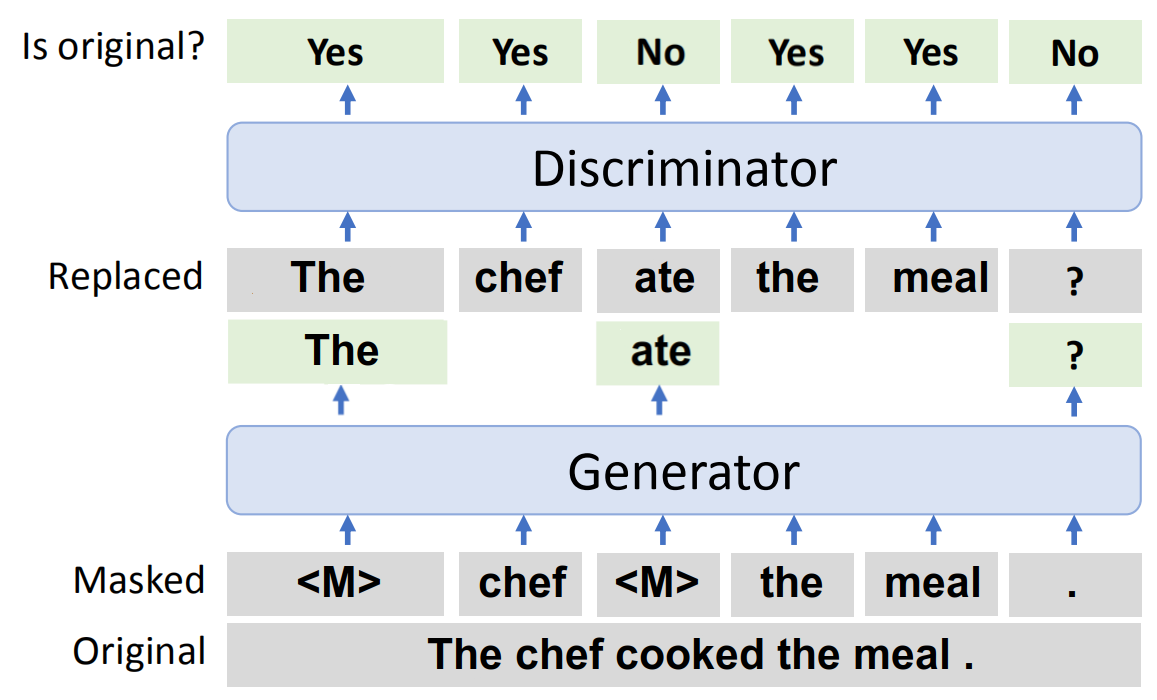 Is original? Yes Yes No Yes Yes No
Discriminator
Replaced The chef ate the meal ?
The ate ?
Generator
Masked <M> chef <M> the meal .
Original The chef cooked the meal .